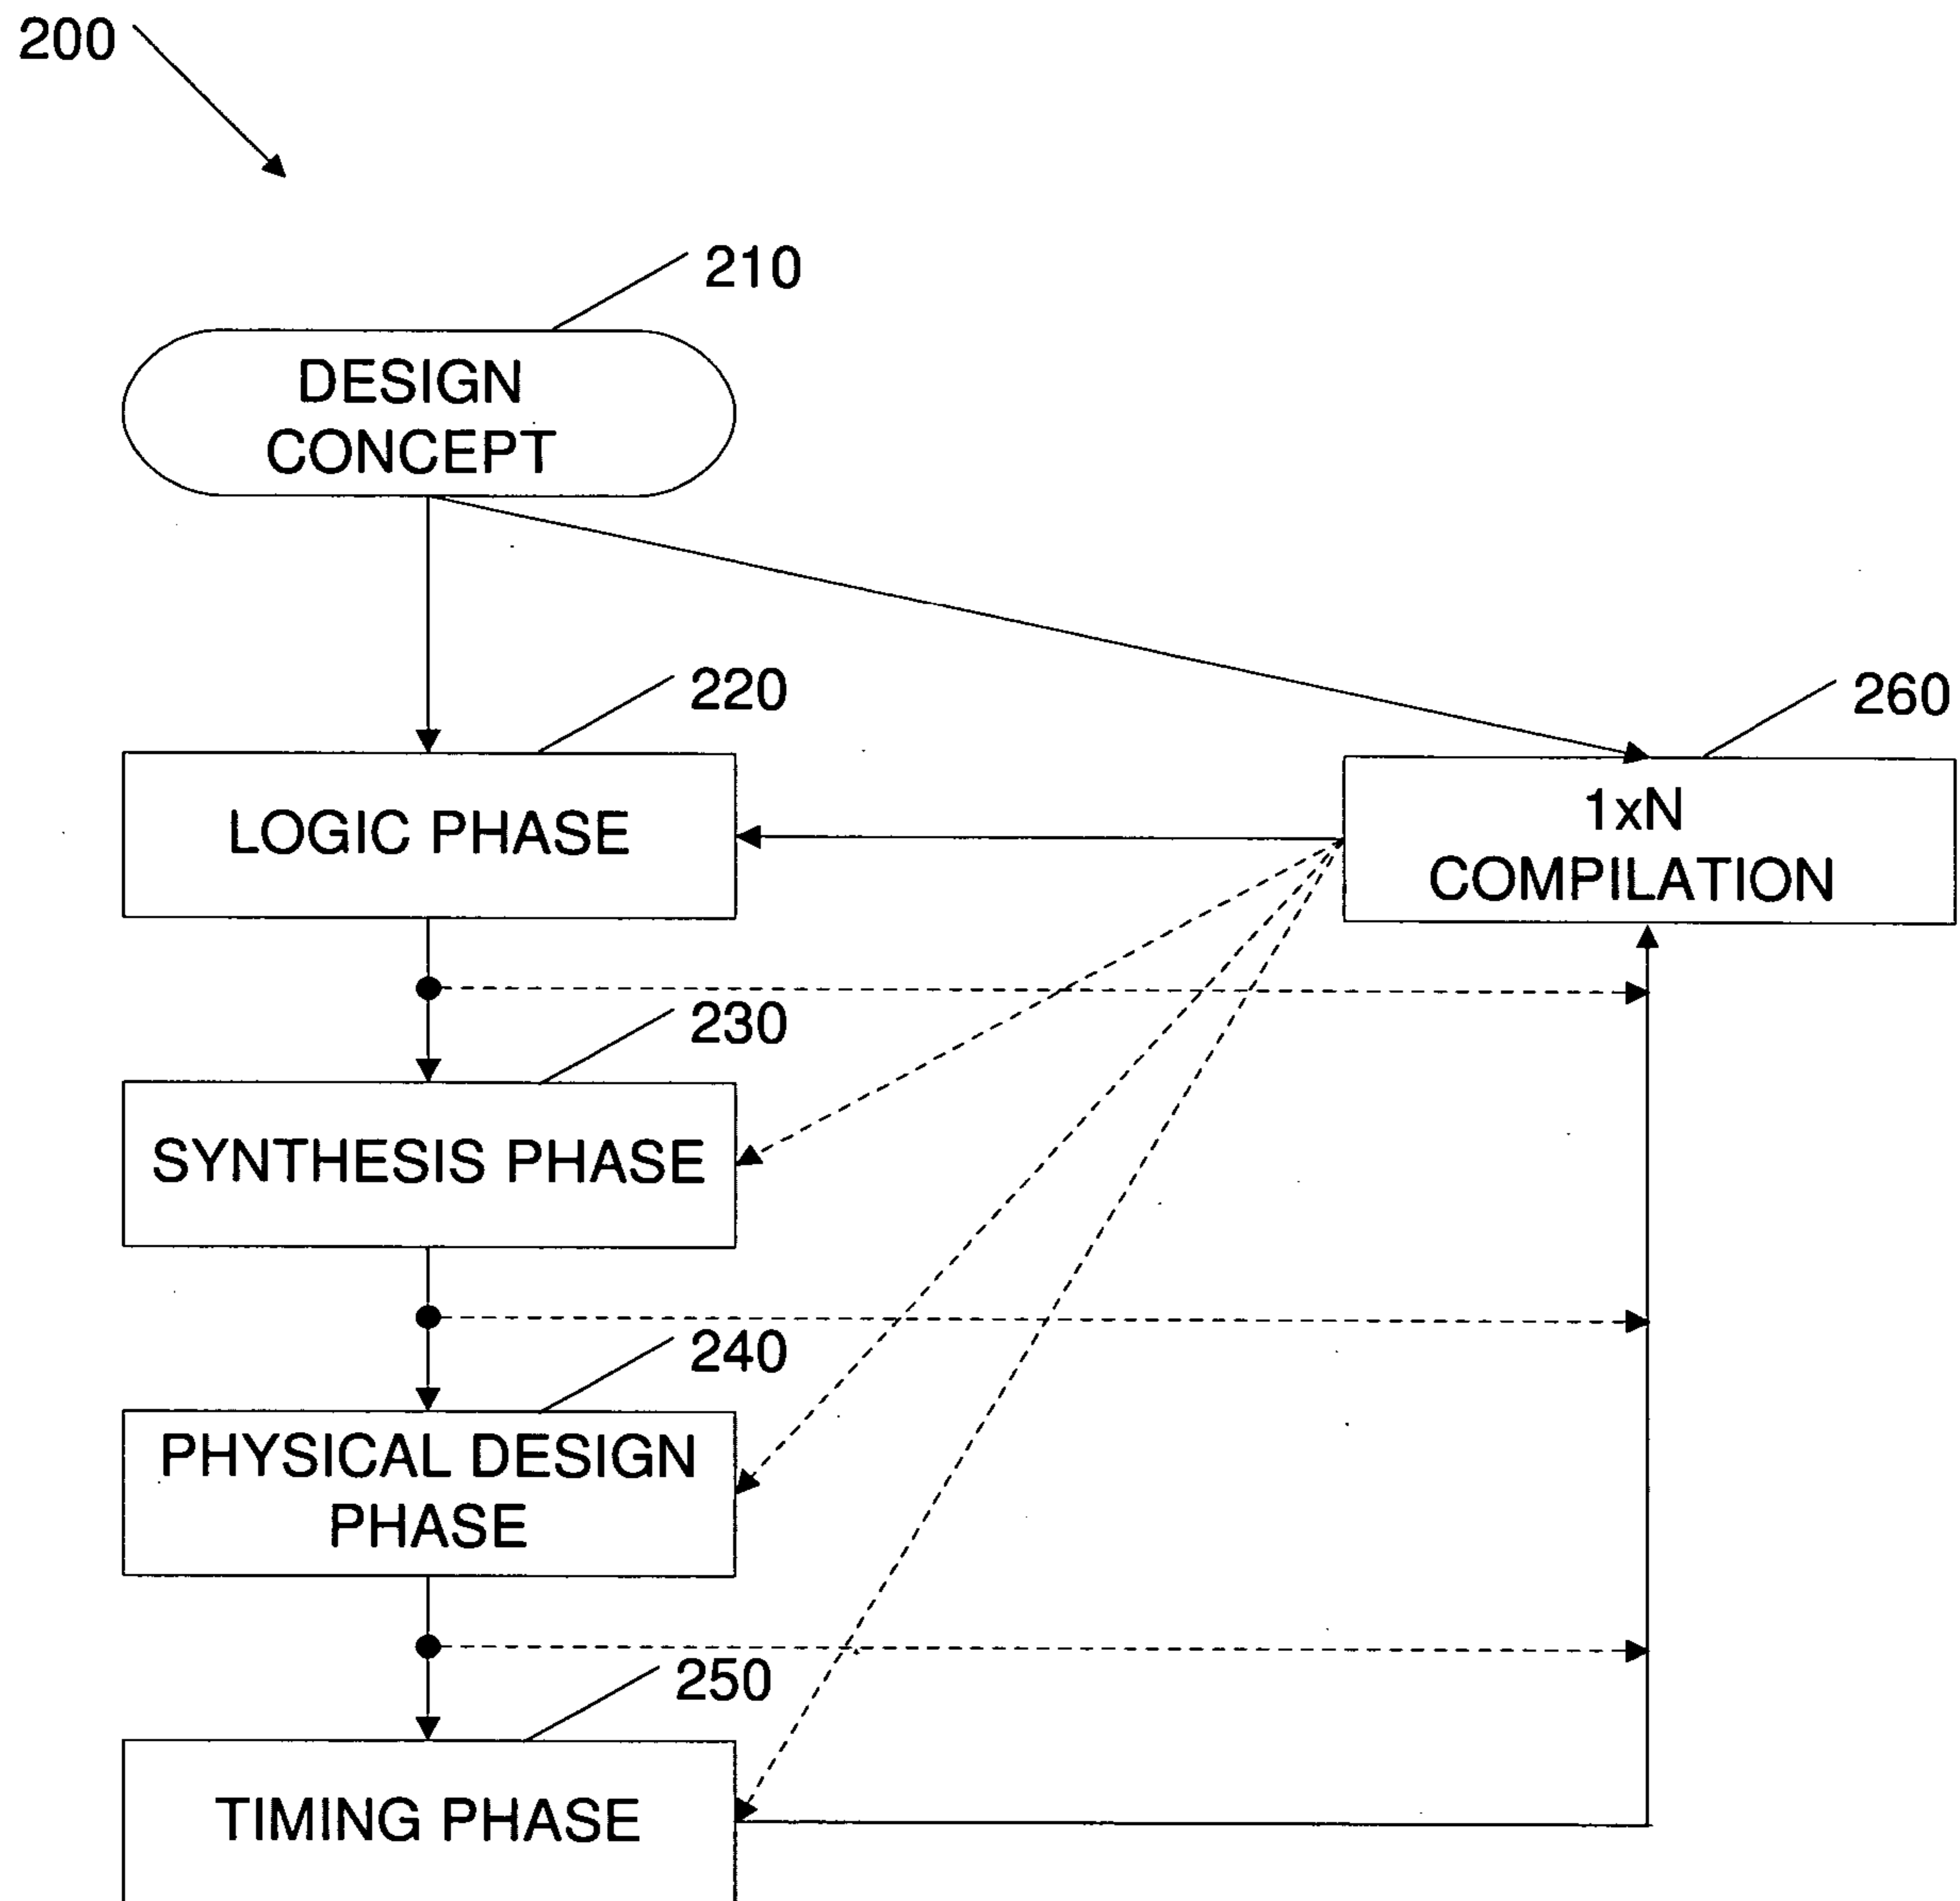 200
210
DESIGN
CONCEPT
220
260
LOGIC PHASE
1xN
COMPILATION
230
SYNTHESIS PHASE
240
PHYSICAL DESIGN
PHASE
250
TIMING PHASE